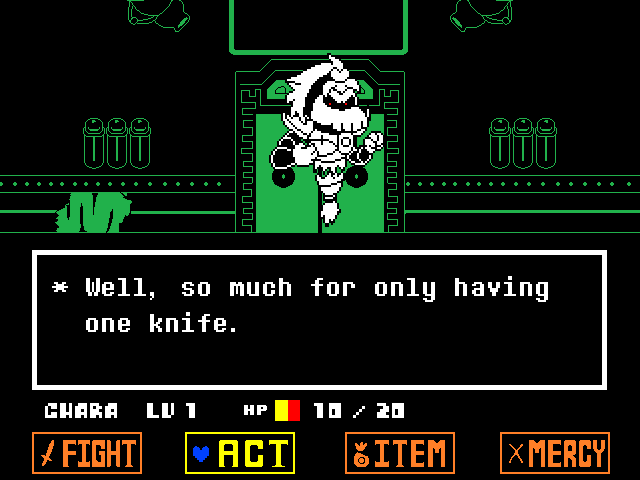 * Well, so much for only having
one knife.
CHARA LV 1 HP 10 / 20
FIGHT ACT ITEM MERCY